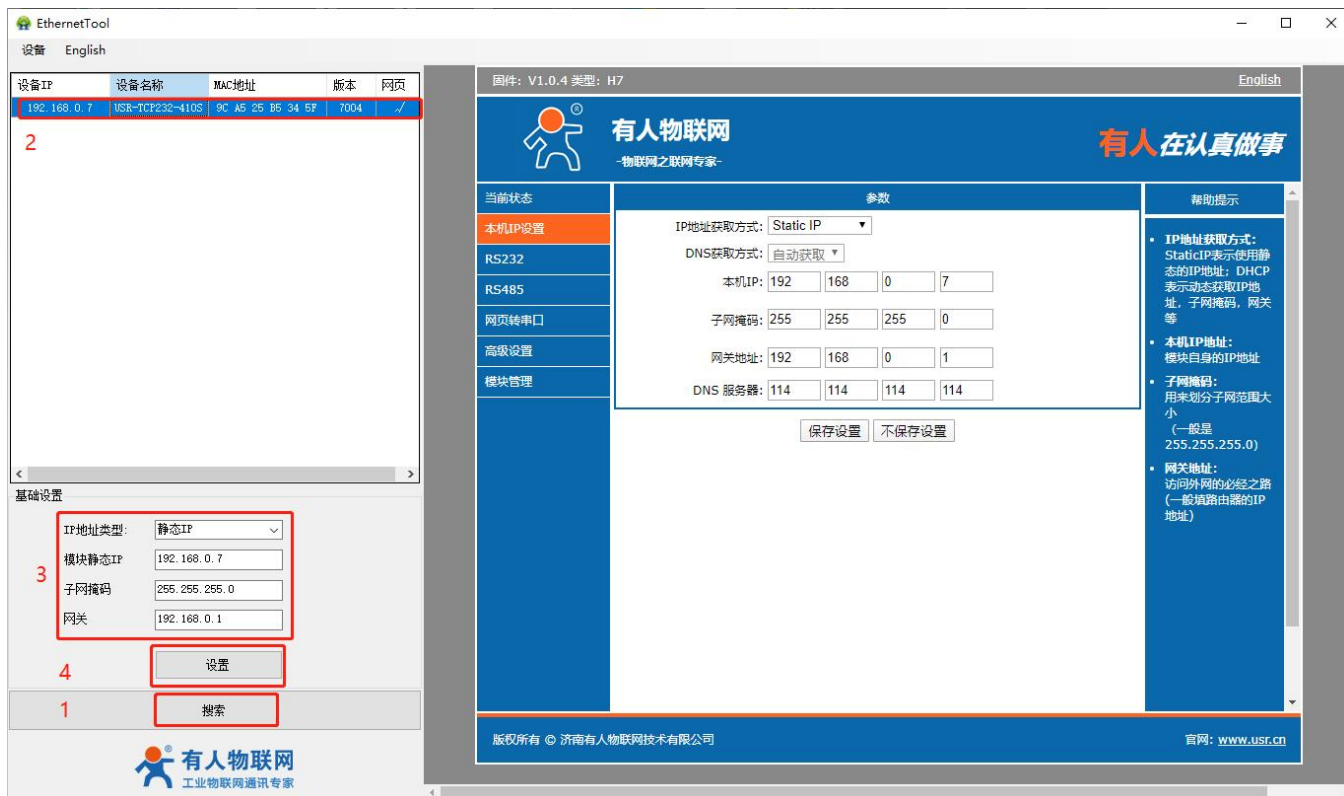 EthernetTool
设备 English
设备IP 设备名称 MAC地址 版本 网页
192.168.0.7 USR-TCP232-410S 9C A5 25 B5 34 5F 7004 √
2
基础设置
IP地址类型: 静态IP
模块静态IP 192.168.0.7
3
子网掩码 255.255.255.0
网关 192.168.0.1
4 设置
1 搜索
有人物联网®
工业物联网通讯专家
固件: V1.0.4 类型: H7 English
有人物联网
-物联网之联网专家-
®
有人在认真做事
当前状态
本机IP设置
RS232
RS485
网页转串口
高级设置
模块管理
参数
IP地址获取方式: Static IP
DNS获取方式: 自动获取
本机IP: 192 168 0 7
子网掩码: 255 255 255 0
网关地址: 192 168 0 1
DNS 服务器: 114 114 114 114
保存设置 不保存设置
帮助提示
• IP地址获取方式:
StaticIP表示使用静
态的IP地址; DHCP
表示动态获取IP地
址, 子网掩码, 网关
等
• 本机IP地址:
模块自身的IP地址
• 子网掩码:
用来划分子网范围大
小
(一般是
255.255.255.0)
• 网关地址:
访问外网的必经之路
(一般填路由器的IP
地址)
版权所有 © 济南有人物联网技术有限公司 官网: www.usr.cn